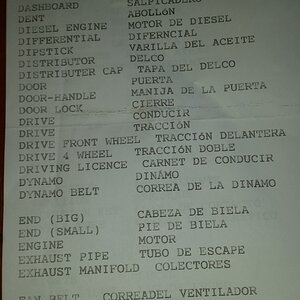 DASHBOARD SALPICADERO
DENT ABOLLóN
DIESEL ENGINE MOTOR DE DIESEL
DIFFERENTIAL DIFERNCIAL
DIPSTICK VARILLA DEL ACEITE
DISTRIBUTOR DELCO
DISTRIBUTER CAP TAPA DEL DELCO
DOOR PUERTA
DOOR-HANDLE MANIJA DE LA PUERTA
DOOR LOCK CIERRE
DRIVE CONDUCIR
DRIVE TRACCIóN
DRIVE FRONT WHEEL TRACCIóN DELANTERA
DRIVE 4 WHEEL TRACCIóN DOBLE
DRIVING LICENCE CARNET DE CONDUCIR
DYNAMO DINáMO
DYNAMO BELT CORREA DE LA DINAMO
END (BIG) CABEZA DE BIELA
END (SMALL) PIE DE BIELA
ENGINE MOTOR
EXHAUST PIPE TUBO DE ESCAPE
EXHAUST MANIFOLD COLECTORES
FAN BELT CORREADEL VENTILADOR